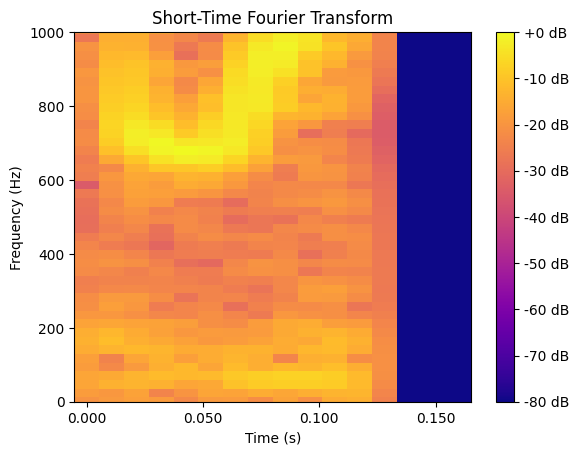 Short-Time Fourier Transform
1000
800
600
400
200
0
Frequency (Hz)
0.000
0.050
0.100
0.150
Time (s)
+0 dB
-10 dB
-20 dB
-30 dB
-40 dB
-50 dB
-60 dB
-70 dB
-80 dB